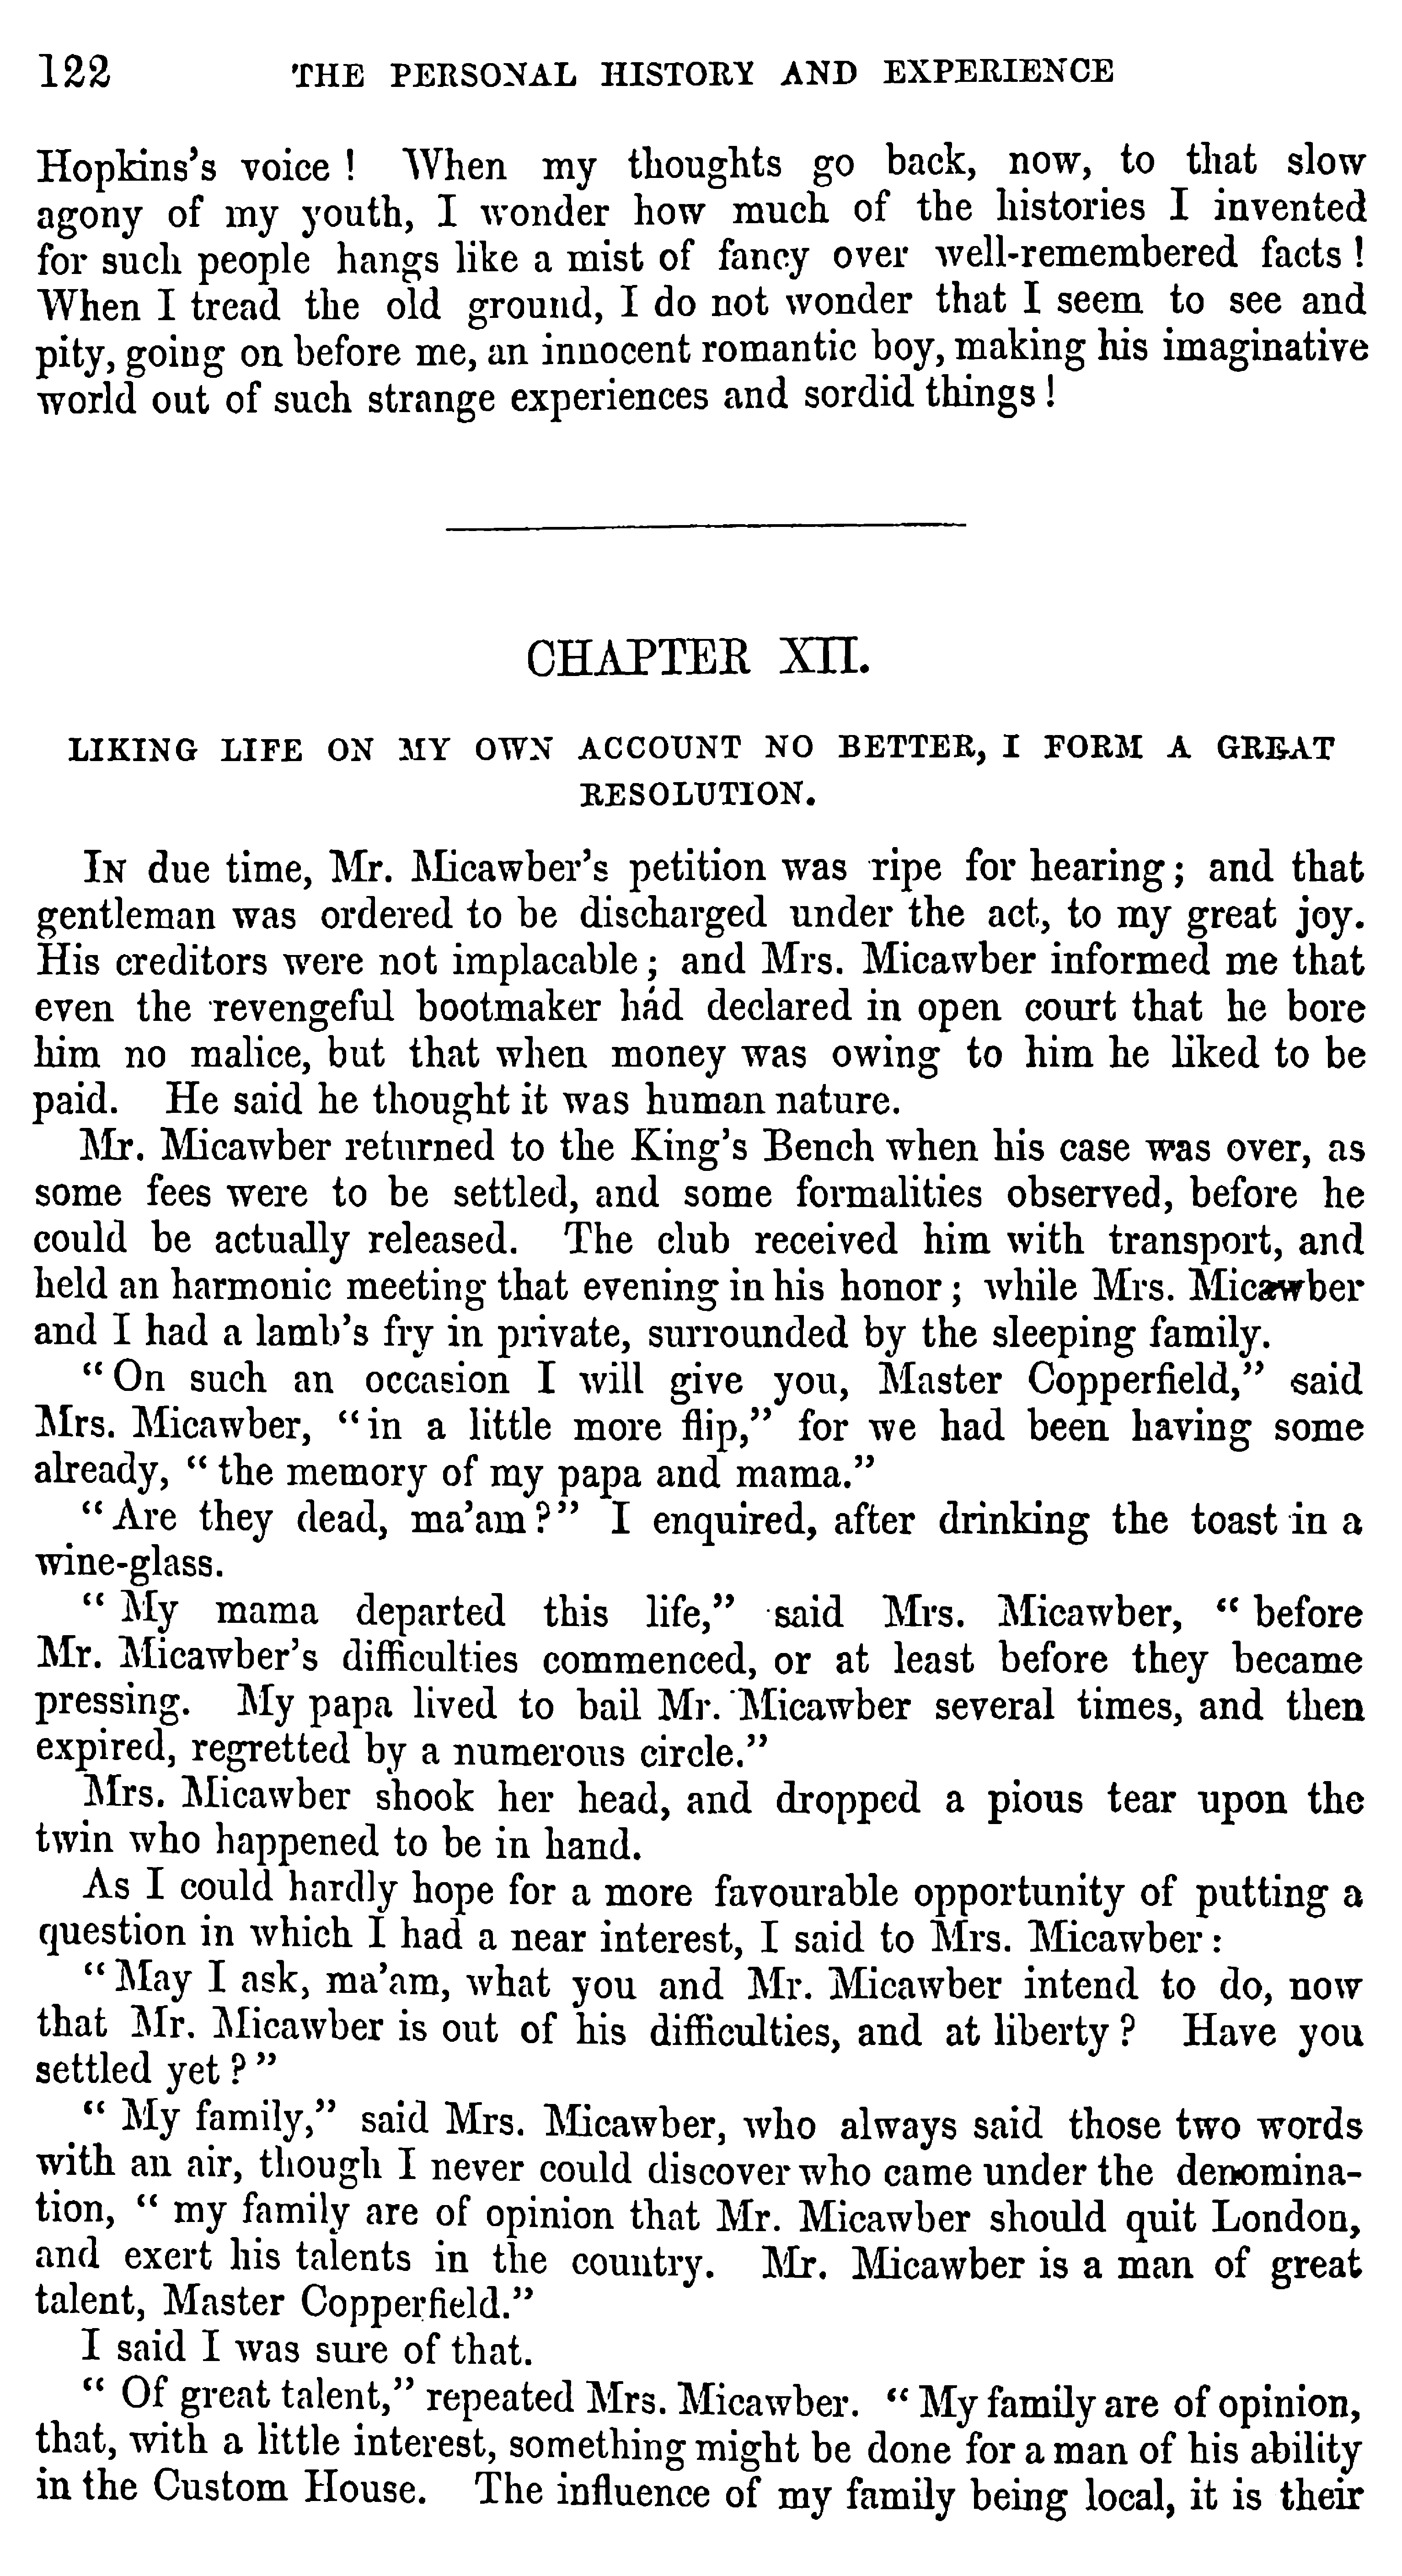 122 THE PERSONAL HISTORY AND EXPERIENCE
Hopkins's voice ! When my thoughts go back, now, to that slow
agony of my youth, I wonder how much of the histories I invented
for such people hangs like a mist of fancy over well-remembered facts !
When I tread the old ground, I do not wonder that I seem to see and
pity, going on before me, an innocent romantic boy, making his imaginative
world out of such strange experiences and sordid things !
CHAPTER XII.
LIKING LIFE ON MY OWN ACCOUNT NO BETTER, I FORM A GREAT
RESOLUTION.
IN due time, Mr. Micawber's petition was ripe for hearing ; and that
gentleman was ordered to be discharged under the act, to my great joy.
His creditors were not implacable ; and Mrs. Micawber informed me that
even the revengeful bootmaker had declared in open court that he bore
him no malice, but that when money was owing to him he liked to be
paid. He said he thought it was human nature.
Mr. Micawber returned to the King's Bench when his case was over, as
some fees were to be settled, and some formalities observed, before he
could be actually released. The club received him with transport, and
held an harmonic meeting that evening in his honor ; while Mrs. Micawber
and I had a lamb's fry in private, surrounded by the sleeping family.
"On such an occasion I will give you, Master Copperfield," said
Mrs. Micawber, "in a little more flip," for we had been having some
already, "the memory of my papa and mama."
"Are they dead, ma'am?" I enquired, after drinking the toast in a
wine-glass.
"My mama departed this life," said Mrs. Micawber, "before
Mr. Micawber's difficulties commenced, or at least before they became
pressing. My papa lived to bail Mr. Micawber several times, and then
expired, regretted by a numerous circle."
Mrs. Micawber shook her head, and dropped a pious tear upon the
twin who happened to be in hand.
As I could hardly hope for a more favourable opportunity of putting a
question in which I had a near interest, I said to Mrs. Micawber :
"May I ask, ma'am, what you and Mr. Micawber intend to do, now
that Mr. Micawber is out of his difficulties, and at liberty ? Have you
settled yet ?"
"My family," said Mrs. Micawber, who always said those two words
with an air, though I never could discover who came under the denomina-
tion, "my family are of opinion that Mr. Micawber should quit London,
and exert his talents in the country. Mr. Micawber is a man of great
talent, Master Copperfield."
I said I was sure of that.
"Of great talent," repeated Mrs. Micawber. "My family are of opinion,
that, with a little interest, something might be done for a man of his ability
in the Custom House. The influence of my family being local, it is their